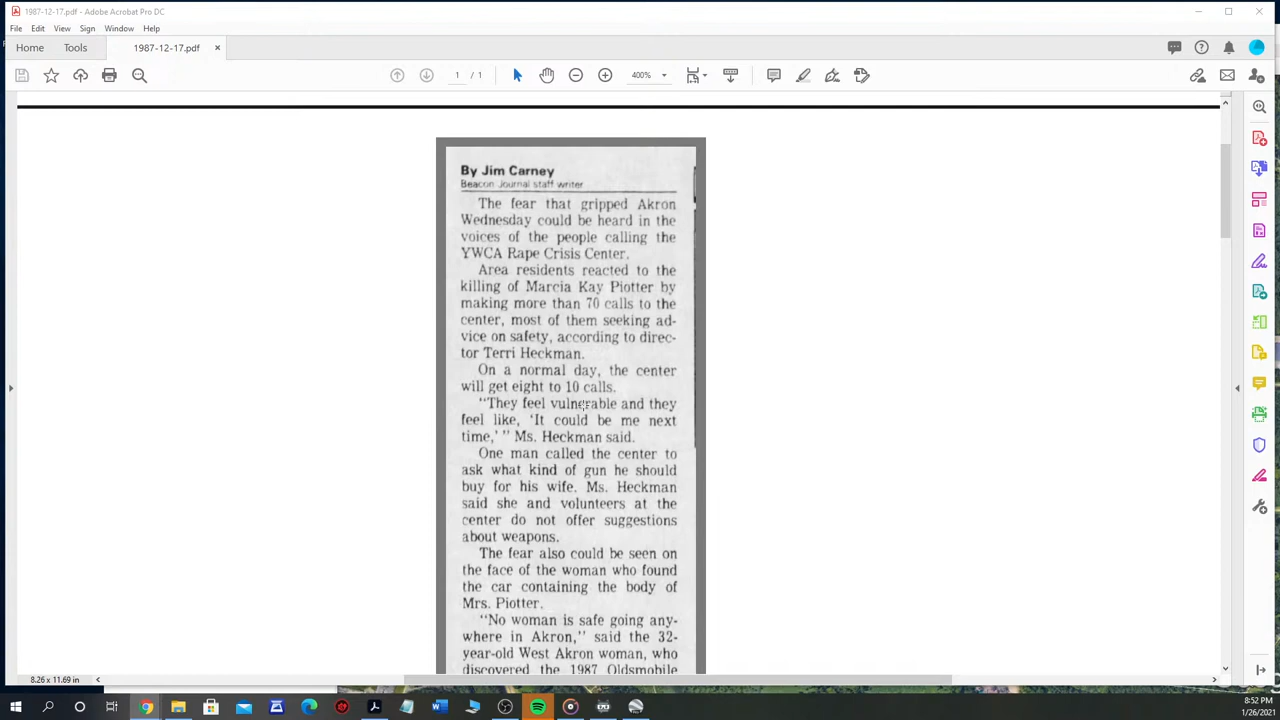 1987-12-17.pdf - Adobe Acrobat Pro DC
File Edit View Sign Window Help
Home Tools 1987-12-17.pdf ×
1 / 1 400%
By Jim Carney
Beacon Journal staff writer
The fear that gripped Akron
Wednesday could be heard in the
voices of the people calling the
YWCA Rape Crisis Center.
Area residents reacted to the
killing of Marcia Kay Piotter by
making more than 70 calls to the
center, most of them seeking ad-
vice on safety, according to direc-
tor Terri Heckman.
On a normal day, the center
will get eight to 10 calls.
"They feel vulnerable and they
feel like, 'It could be me next
time,' " Ms. Heckman said.
One man called the center to
ask what kind of gun he should
buy for his wife. Ms. Heckman
said she and volunteers at the
center do not offer suggestions
about weapons.
The fear also could be seen on
the face of the woman who found
the car containing the body of
Mrs. Piotter.
"No woman is safe going any-
where in Akron," said the 32-
year-old West Akron woman, who
discovered the 1987 Oldsmobile
8.26 x 11.69 in
8:52 PM
1/26/2021